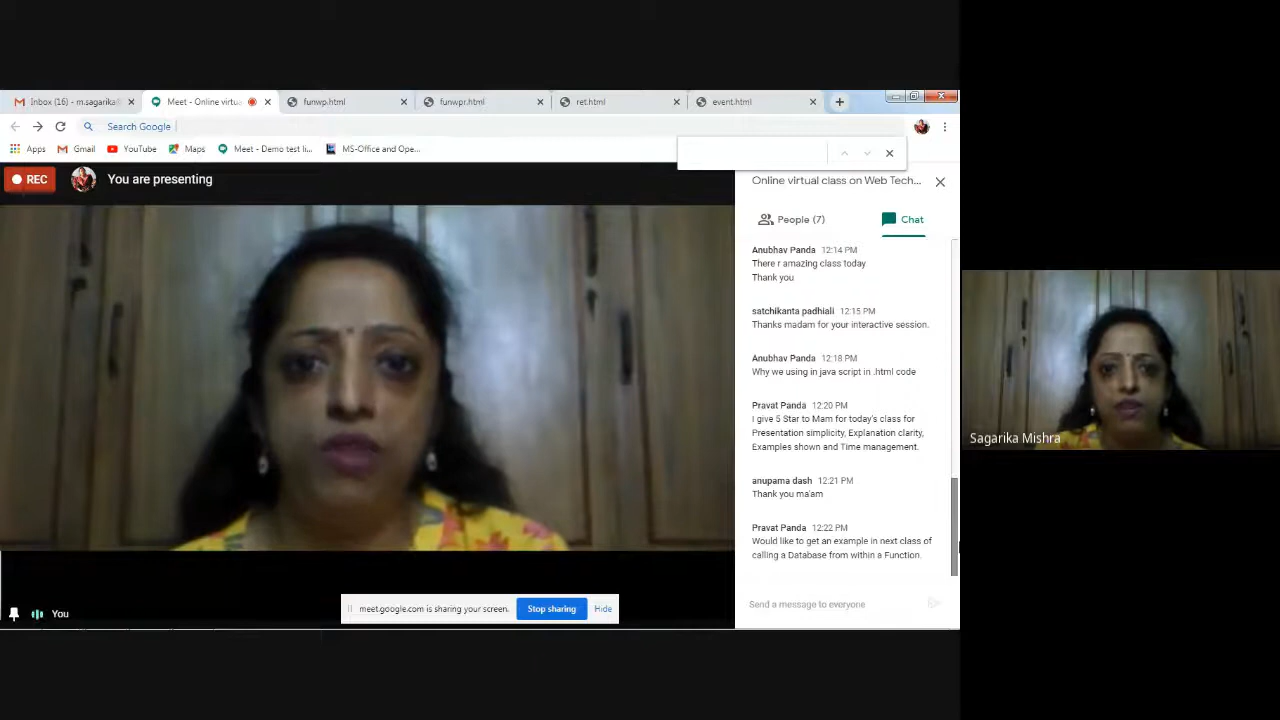 Inbox (16) - m.sagarika@
Meet - Online virtua
funwp.html
funwpr.html
ret.html
event.html
Search Google
Apps
Gmail
YouTube
Maps
Meet - Demo test li...
MS-Office and Ope...
REC
You are presenting
Online virtual class on Web Tech...
People (7)
Chat
Anubhav Panda 12:14 PM
There r amazing class today
Thank you
satchikanta padhiali 12:15 PM
Thanks madam for your interactive session.
Anubhav Panda 12:18 PM
Why we using in java script in .html code
Pravat Panda 12:20 PM
I give 5 Star to Mam for today's class for
Presentation simplicity, Explanation clarity,
Examples shown and Time management.
anupama dash 12:21 PM
Thank you ma'am
Pravat Panda 12:22 PM
Would like to get an example in next class of
calling a Database from within a Function.
Send a message to everyone
meet.google.com is sharing your screen.
Stop sharing
Hide
You
Sagarika Mishra